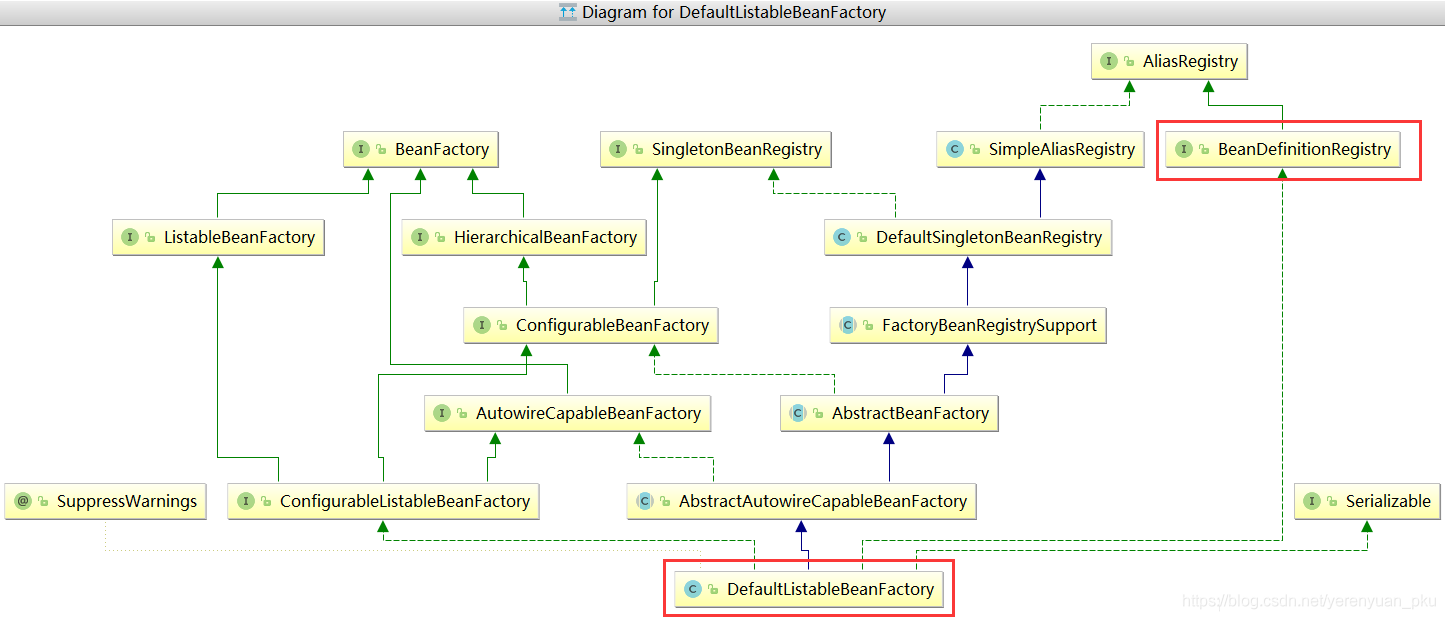 Diagram for DefaultListableBeanFactory
I AliasRegistry
I BeanFactory
I SingletonBeanRegistry
C SimpleAliasRegistry
I BeanDefinitionRegistry
I ListableBeanFactory
I HierarchicalBeanFactory
C DefaultSingletonBeanRegistry
I ConfigurableBeanFactory
C FactoryBeanRegistrySupport
I AutowireCapableBeanFactory
C AbstractBeanFactory
@ SuppressWarnings
I ConfigurableListableBeanFactory
C AbstractAutowireCapableBeanFactory
I Serializable
C DefaultListableBeanFactory
https://blog.csdn.net/yerenyuan_pku